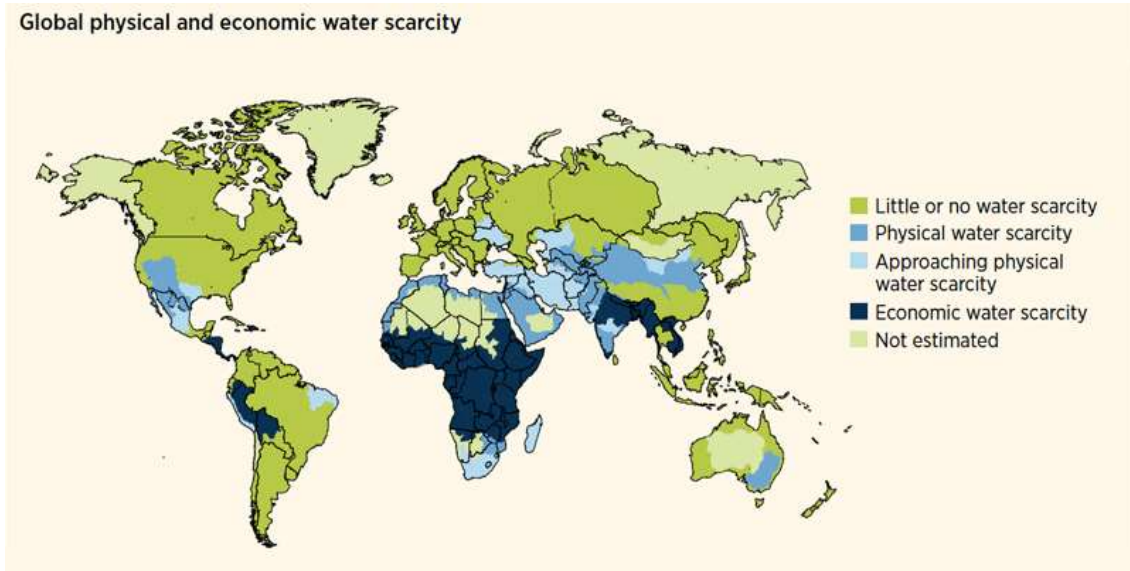 Global physical and economic water scarcity
Little or no water scarcity
Physical water scarcity
Approaching physical
water scarcity
Economic water scarcity
Not estimated